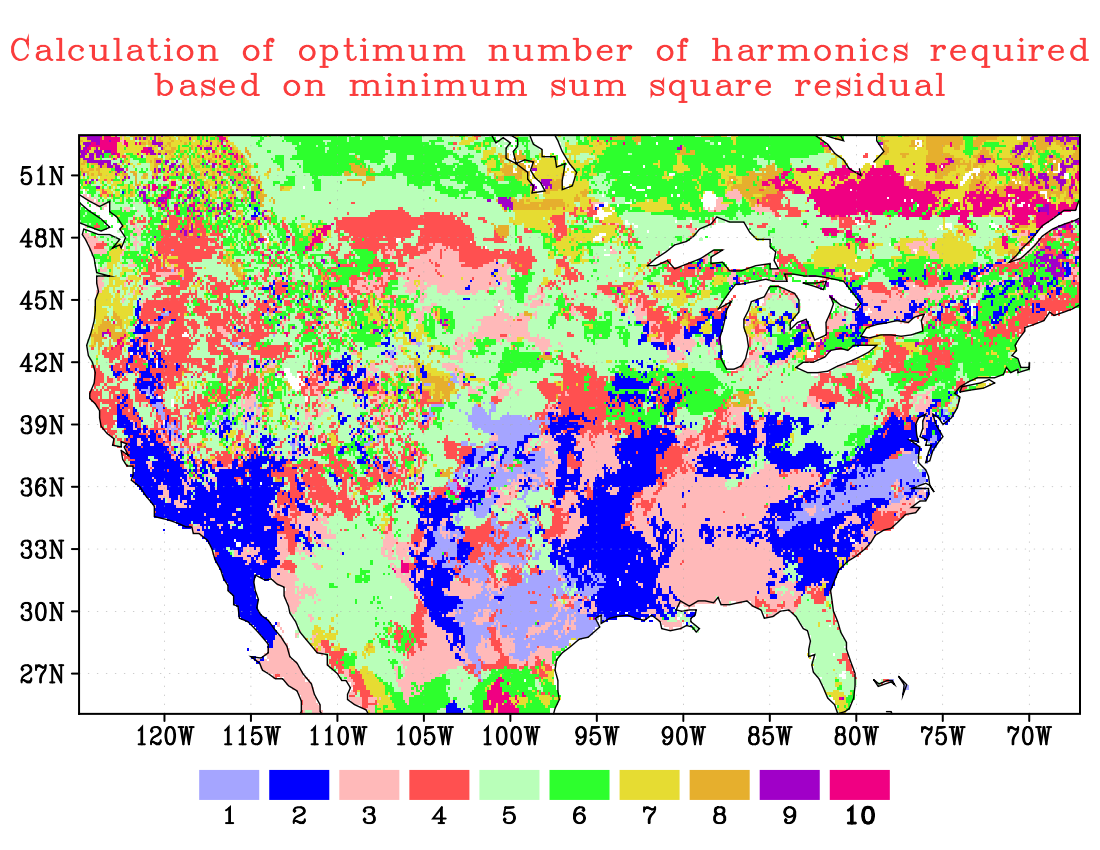 Calculation of optimum number of harmonics required
based on minimum sum square residual
51N
48N
45N
42N
39N
36N
33N
30N
27N
120W 115W 110W 105W 100W 95W 90W 85W 80W 75W 70W
1 2 3 4 5 6 7 8 9 10